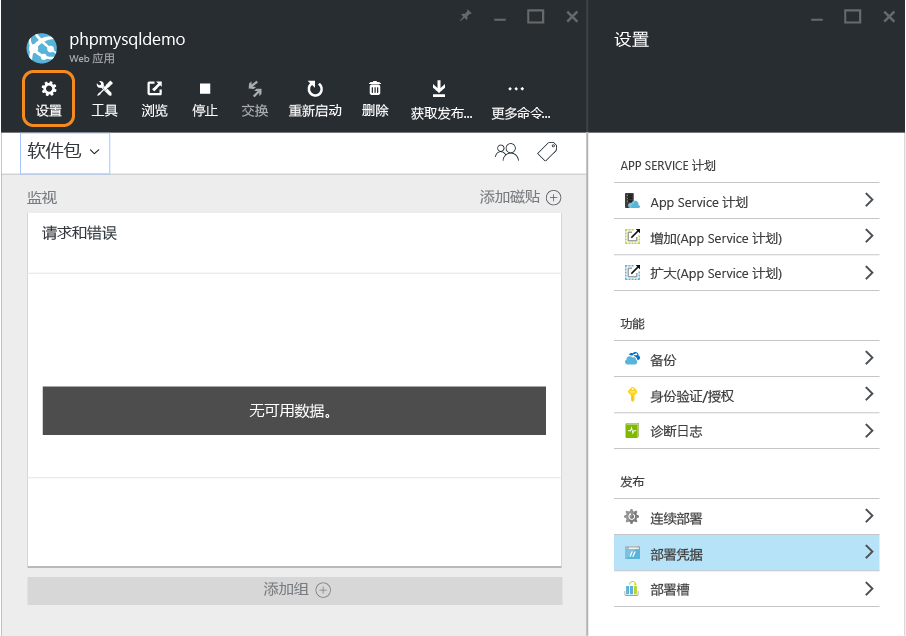 phpmysqldemo
Web 应用
设置 工具 浏览 停止 交换 重新启动 删除 获取发布... 更多命令...
软件包
监视 添加磁贴
请求和错误
无可用数据。
添加组
设置
APP SERVICE 计划
App Service 计划
增加(App Service 计划)
扩大(App Service 计划)
功能
备份
身份验证/授权
诊断日志
发布
连续部署
部署凭据
部署槽